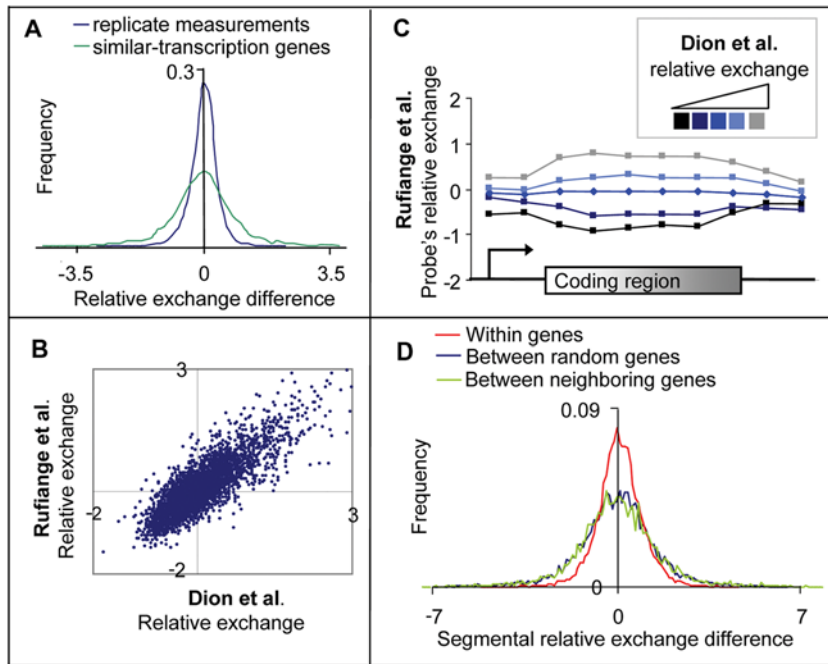 A
replicate measurements
similar-transcription genes
0.3
Frequency
-3.5
0
3.5
Relative exchange difference
B
3
Rufiange et al.
Relative exchange
-2
3
-2
Dion et al.
Relative exchange
C
Dion et al.
relative exchange
Rufiange et al.
Probe's relative exchange
2
1
0
-1
-2
Coding region
D
Within genes
Between random genes
Between neighboring genes
0.09
Frequency
0
-7
0
7
Segmental relative exchange difference